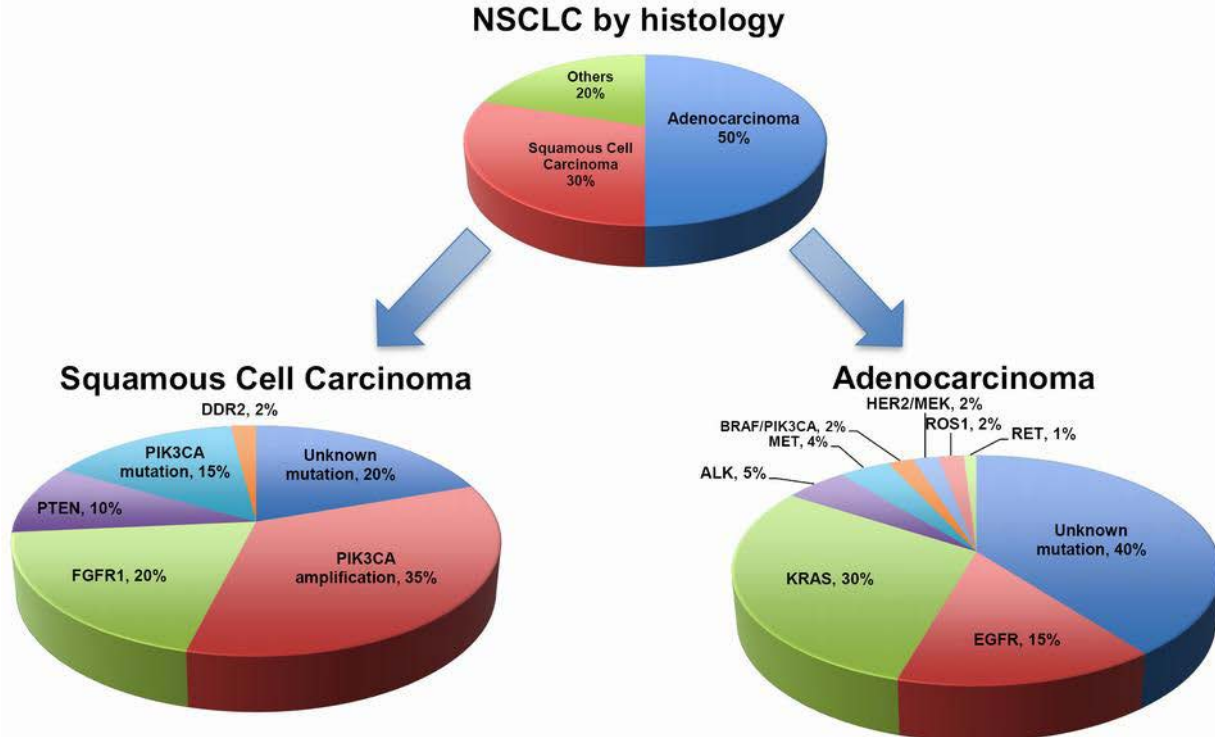 NSCLC by histology
Others
20%
Adenocarcinoma
50%
Squamous Cell
Carcinoma
30%
Squamous Cell Carcinoma
DDR2, 2%
PIK3CA
mutation, 15%
Unknown
mutation, 20%
PTEN, 10%
FGFR1, 20%
PIK3CA
amplification, 35%
Adenocarcinoma
HER2/MEK, 2%
BRAF/PIK3CA, 2%
ROS1, 2%
MET, 4%
RET, 1%
ALK, 5%
Unknown
mutation, 40%
KRAS, 30%
EGFR, 15%